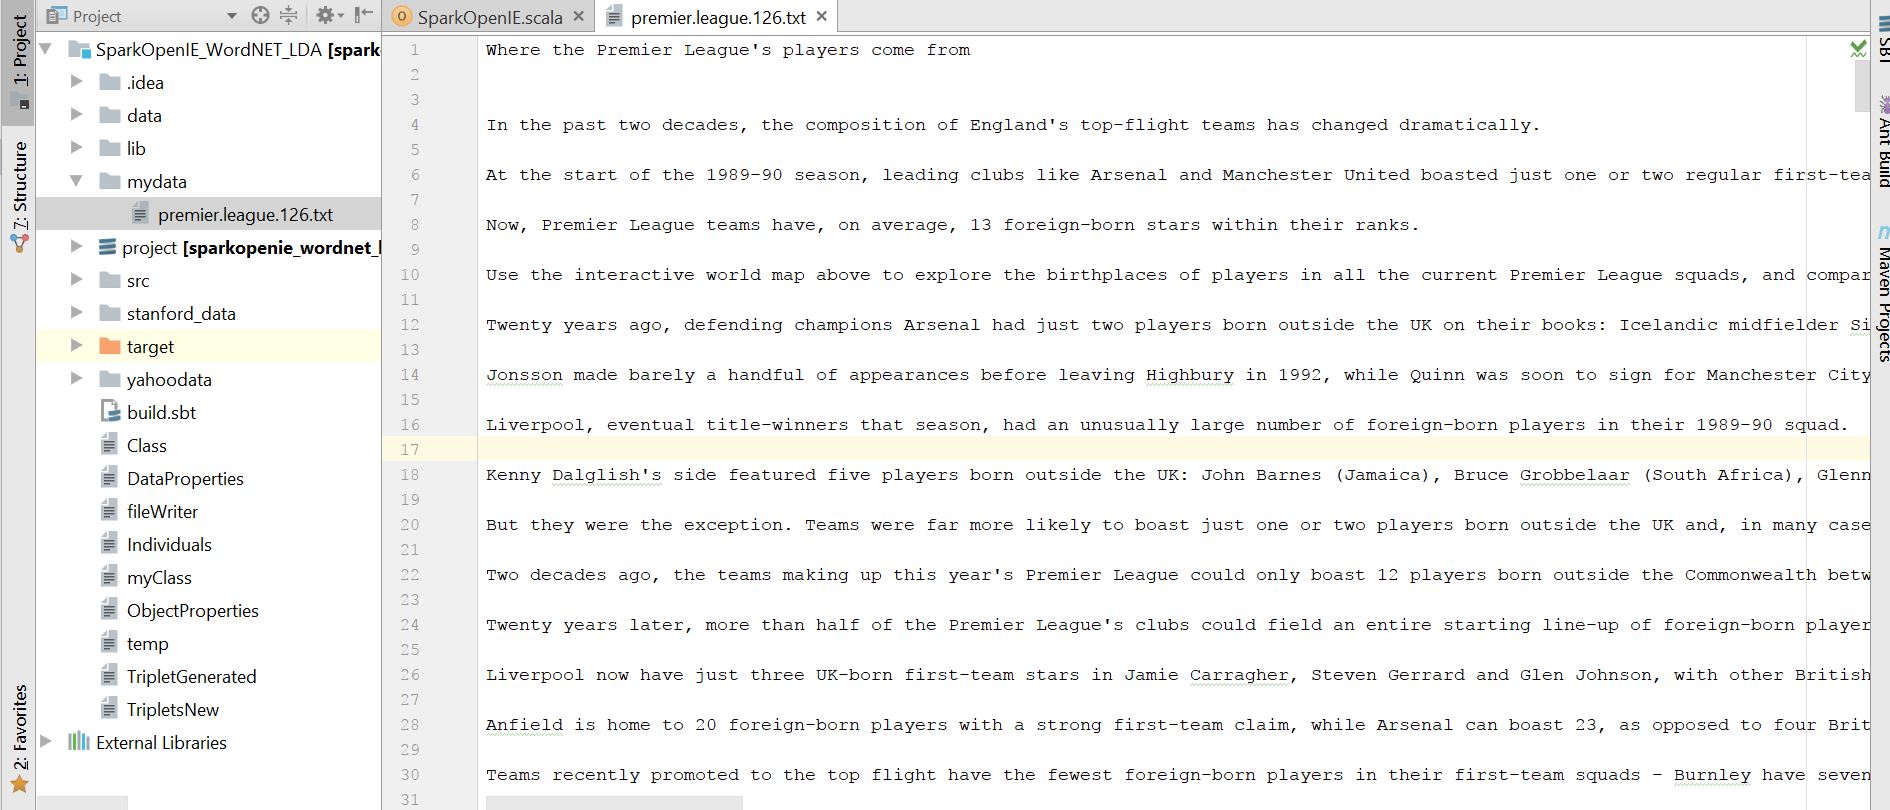 1: Project
7: Structure
2: Favorites
Project
SparkOpenIE_WordNET_LDA [spark
.idea
data
lib
mydata
premier.league.126.txt
project [sparkopenie_wordnet_l
src
stanford_data
target
yahoodata
build.sbt
Class
DataProperties
fileWriter
Individuals
myClass
ObjectProperties
temp
TripletGenerated
TripletsNew
External Libraries
SparkOpenIE.scala
premier.league.126.txt
1 Where the Premier League's players come from
2
3
4 In the past two decades, the composition of England's top-flight teams has changed dramatically.
5
6 At the start of the 1989-90 season, leading clubs like Arsenal and Manchester United boasted just one or two regular first-tea
7
8 Now, Premier League teams have, on average, 13 foreign-born stars within their ranks.
9
10 Use the interactive world map above to explore the birthplaces of players in all the current Premier League squads, and compar
11
12 Twenty years ago, defending champions Arsenal had just two players born outside the UK on their books: Icelandic midfielder Si
13
14 Jonsson made barely a handful of appearances before leaving Highbury in 1992, while Quinn was soon to sign for Manchester City
15
16 Liverpool, eventual title-winners that season, had an unusually large number of foreign-born players in their 1989-90 squad.
17
18 Kenny Dalglish's side featured five players born outside the UK: John Barnes (Jamaica), Bruce Grobbelaar (South Africa), Glenn
19
20 But they were the exception. Teams were far more likely to boast just one or two players born outside the UK and, in many case
21
22 Two decades ago, the teams making up this year's Premier League could only boast 12 players born outside the Commonwealth betw
23
24 Twenty years later, more than half of the Premier League's clubs could field an entire starting line-up of foreign-born player
25
26 Liverpool now have just three UK-born first-team stars in Jamie Carragher, Steven Gerrard and Glen Johnson, with other British
27
28 Anfield is home to 20 foreign-born players with a strong first-team claim, while Arsenal can boast 23, as opposed to four Brit
29
30 Teams recently promoted to the top flight have the fewest foreign-born players in their first-team squads - Burnley have seven
31
SBT
Ant Build
Maven Projects